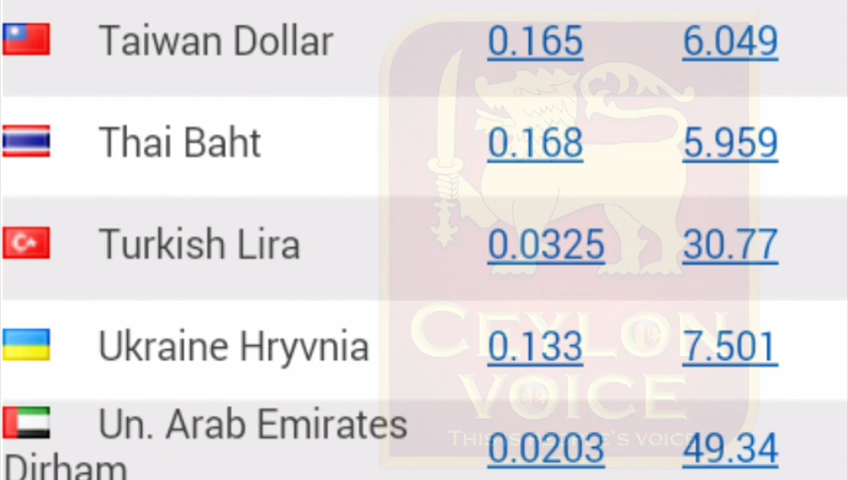 Taiwan Dollar 0.165 6.049
Thai Baht 0.168 5.959
Turkish Lira 0.0325 30.77
Ukraine Hryvnia 0.133 7.501
Un. Arab Emirates
Dirham 0.0203 49.34
CEYLON
VOICE